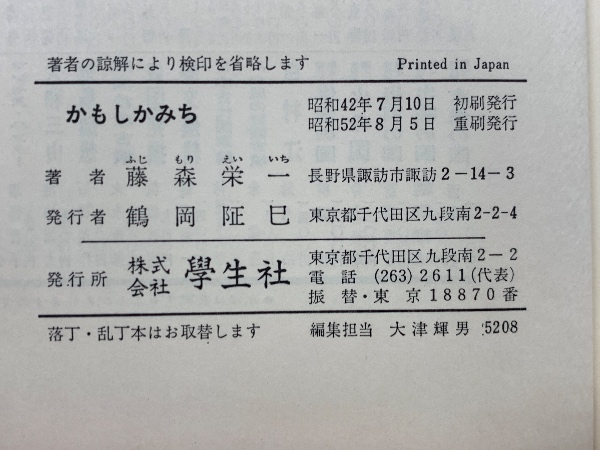 著者の諒解により検印を省略します Printed in Japan
かもしかみち 昭和42年7月10日 初刷発行
昭和52年8月5日 重刷発行
ふじ もり えい いち
著者 藤森栄一 長野県諏訪市諏訪2-14-3
発行者 鶴岡阷巳 東京都千代田区九段南2-2-4
発行所 株式会社 學生社 東京都千代田区九段南2-2
電話 (263)2611(代表)
振替・東京18870番
落丁・乱丁本はお取替します 編集担当 大津輝男 5208